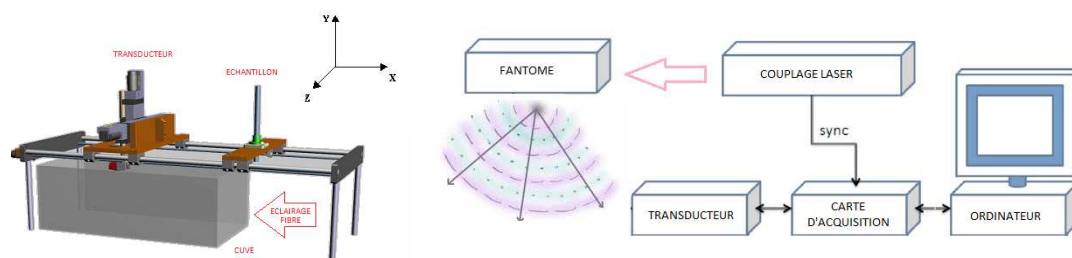 TRANSDUCTEUR
ECHANTILLON
Y
X
Z
ECLAIRAGE
FIBRE
CUVE
FANTOME
COUPLAGE LASER
sync
TRANSDUCTEUR
CARTE
D'ACQUISITION
ORDINATEUR